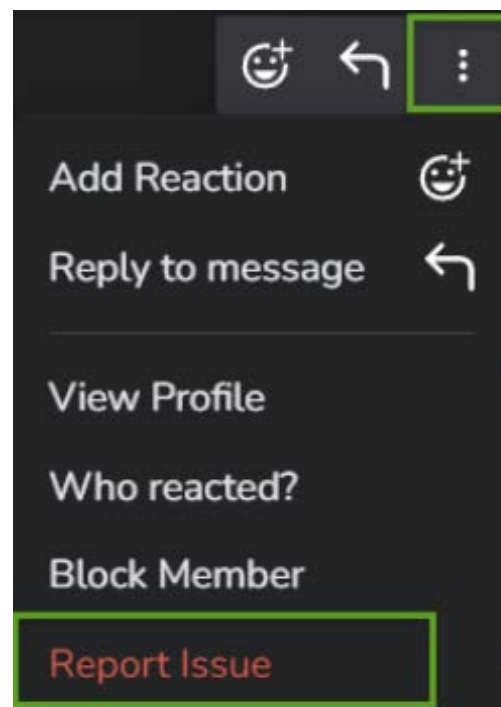 Add Reaction
Reply to message
View Profile
Who reacted?
Block Member
Report Issue